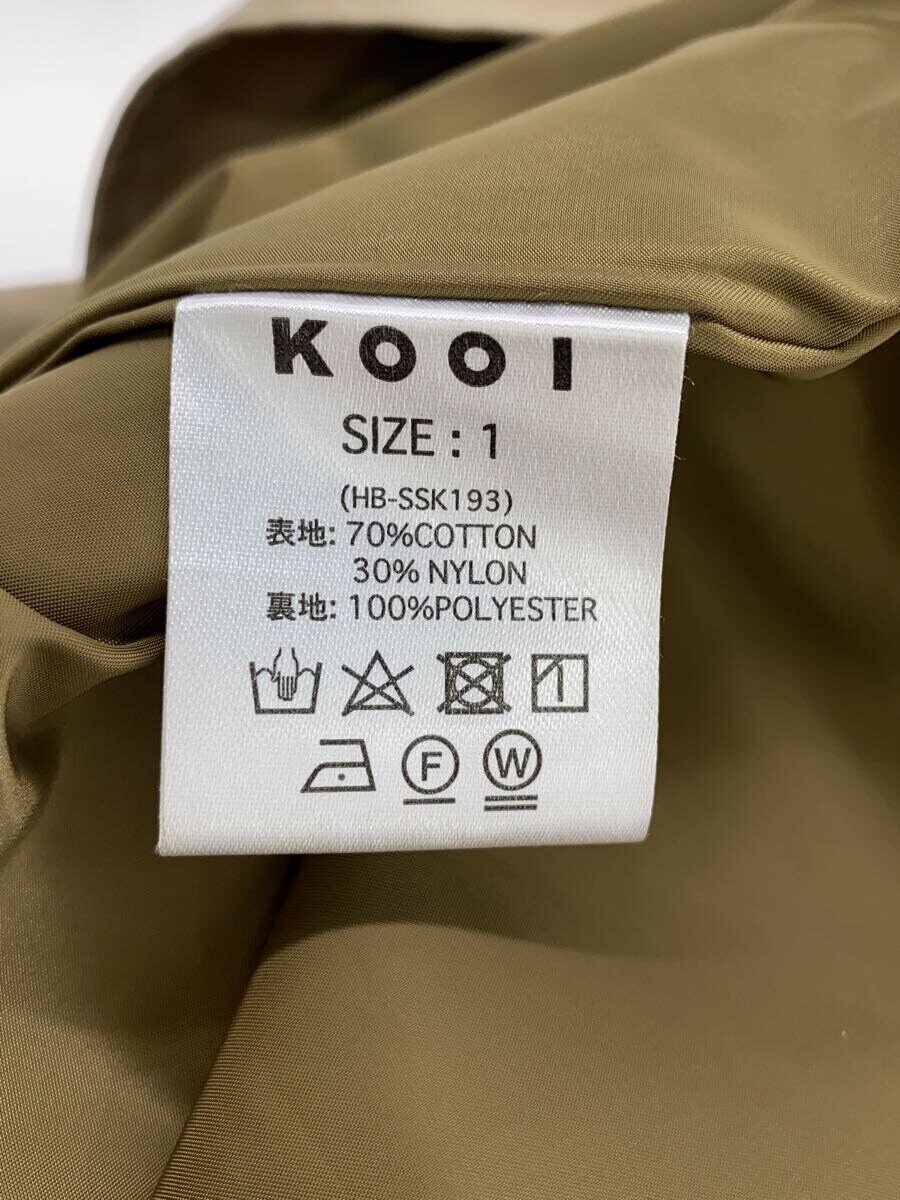 KOOI
SIZE : 1
(HB-SSK193)
表地: 70%COTTON
30% NYLON
裏地: 100%POLYESTER
F W